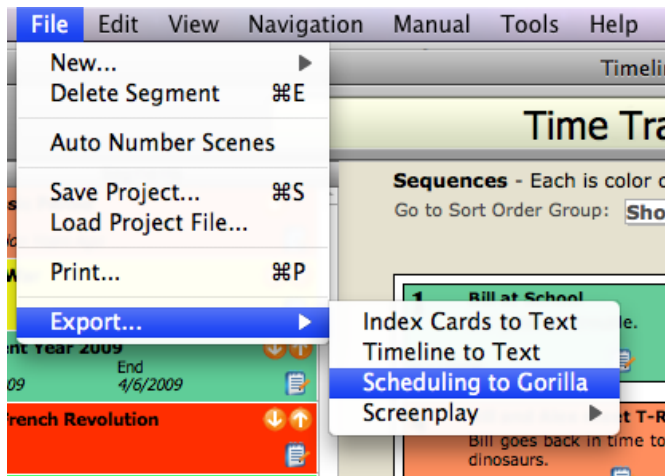 File Edit View Navigation Manual Tools Help
New...
Delete Segment ⌘E
Auto Number Scenes
Save Project... ⌘S
Load Project File...
Print... ⌘P
Export...
Index Cards to Text
Timeline to Text
Scheduling to Gorilla
Screenplay
Timeli
Time Tra
Sequences - Each is color
Go to Sort Order Group: Sho
1 Bill at School
le.
Bill goes back in time to
dinosaurs.
ent Year 2009
End
09 4/6/2009
rench Revolution